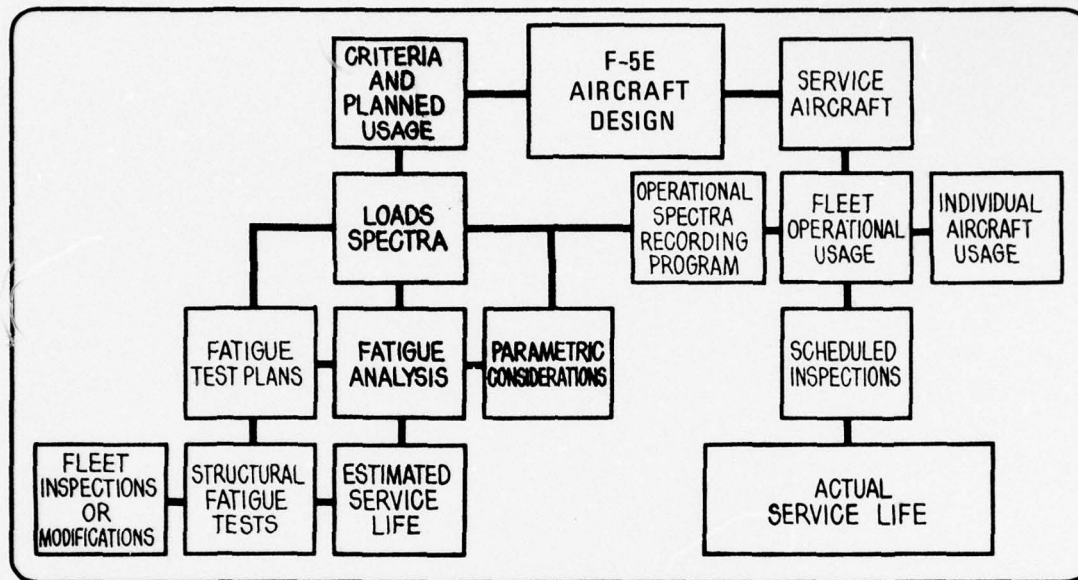 CRITERIA
AND
PLANNED
USAGE
F-5E
AIRCRAFT
DESIGN
SERVICE
AIRCRAFT
LOADS
SPECTRA
OPERATIONAL
SPECTRA
RECORDING
PROGRAM
FLEET
OPERATIONAL
USAGE
INDIVIDUAL
AIRCRAFT
USAGE
FATIGUE
TEST PLANS
FATIGUE
ANALYSIS
PARAMETRIC
CONSIDERATIONS
SCHEDULED
INSPECTIONS
FLEET
INSPECTIONS
OR
MODIFICATIONS
STRUCTURAL
FATIGUE
TESTS
ESTIMATED
SERVICE
LIFE
ACTUAL
SERVICE LIFE